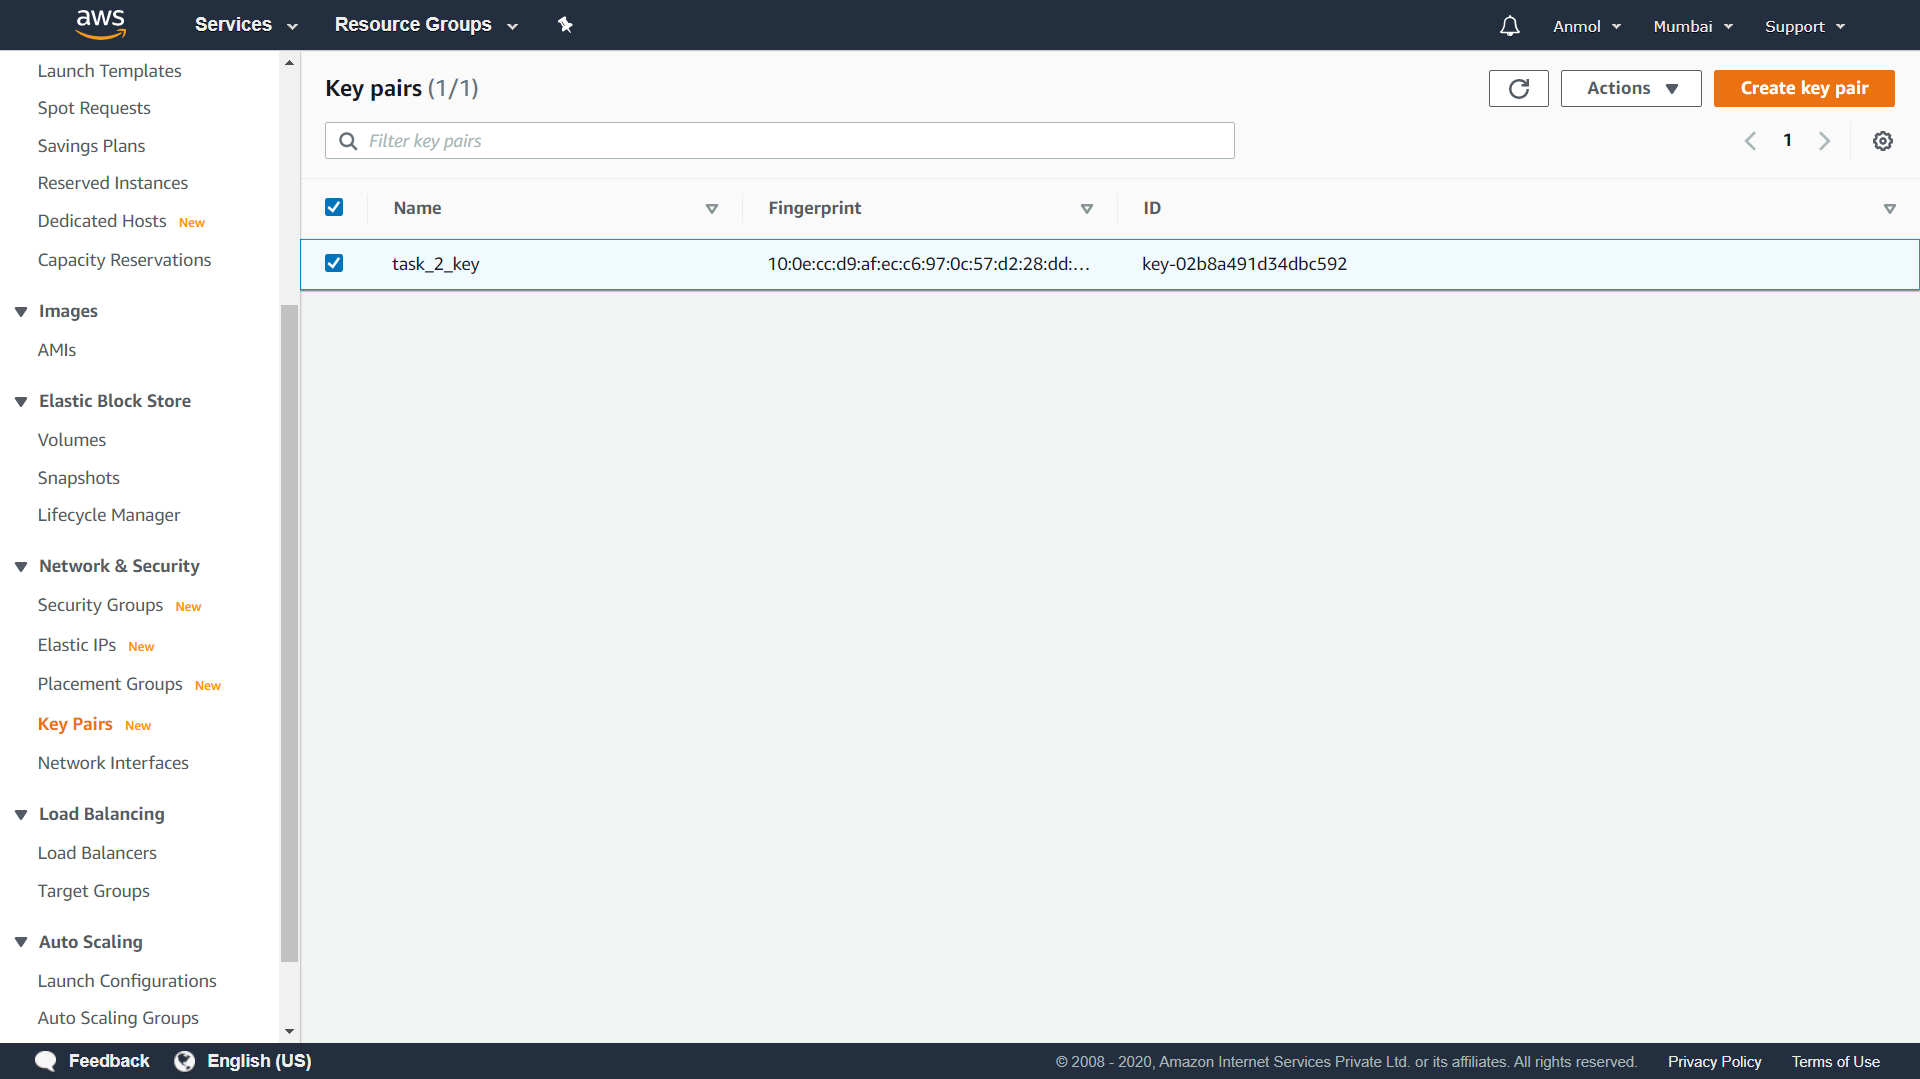 aws Services Resource Groups Anmol Mumbai Support
Launch Templates
Spot Requests
Savings Plans
Reserved Instances
Dedicated Hosts New
Capacity Reservations
Images
AMIs
Elastic Block Store
Volumes
Snapshots
Lifecycle Manager
Network & Security
Security Groups New
Elastic IPs New
Placement Groups New
Key Pairs New
Network Interfaces
Load Balancing
Load Balancers
Target Groups
Auto Scaling
Launch Configurations
Auto Scaling Groups
Key pairs (1/1) Actions Create key pair
Filter key pairs 1
Name Fingerprint ID
task_2_key 10:0e:cc:d9:af:ec:c6:97:0c:57:d2:28:dd:... key-02b8a491d34dbc592
Feedback English (US) © 2008 - 2020, Amazon Internet Services Private Ltd. or its affiliates. All rights reserved. Privacy Policy Terms of Use